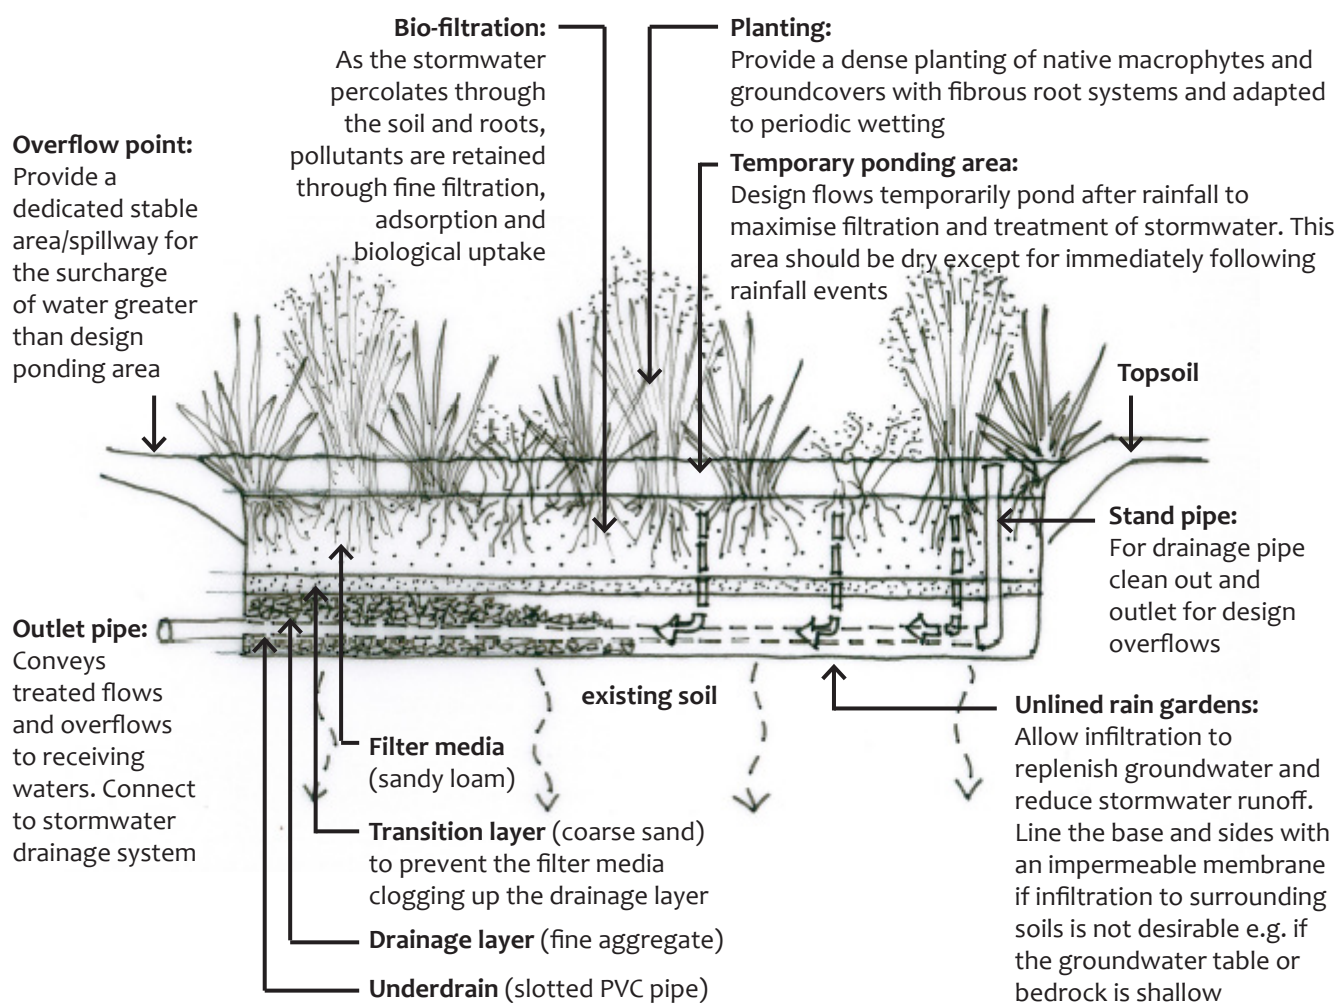 Bio-filtration:
As the stormwater
percolates through
the soil and roots,
pollutants are retained
through fine filtration,
adsorption and
biological uptake
Planting:
Provide a dense planting of native macrophytes and
groundcovers with fibrous root systems and adapted
to periodic wetting
Temporary ponding area:
Design flows temporarily pond after rainfall to
maximise filtration and treatment of stormwater. This
area should be dry except for immediately following
rainfall events
Overflow point:
Provide a
dedicated stable
area/spillway for
the surcharge
of water greater
than design
ponding area
Topsoil
Stand pipe:
For drainage pipe
clean out and
outlet for design
overflows
Outlet pipe:
Conveys
treated flows
and overflows
to receiving
waters. Connect
to stormwater
drainage system
existing soil
Unlined rain gardens:
Allow infiltration to
replenish groundwater and
reduce stormwater runoff.
Line the base and sides with
an impermeable membrane
if infiltration to surrounding
soils is not desirable e.g. if
the groundwater table or
bedrock is shallow
Filter media
(sandy loam)
Transition layer (coarse sand)
to prevent the filter media
clogging up the drainage layer
Drainage layer (fine aggregate)
Underdrain (slotted PVC pipe)